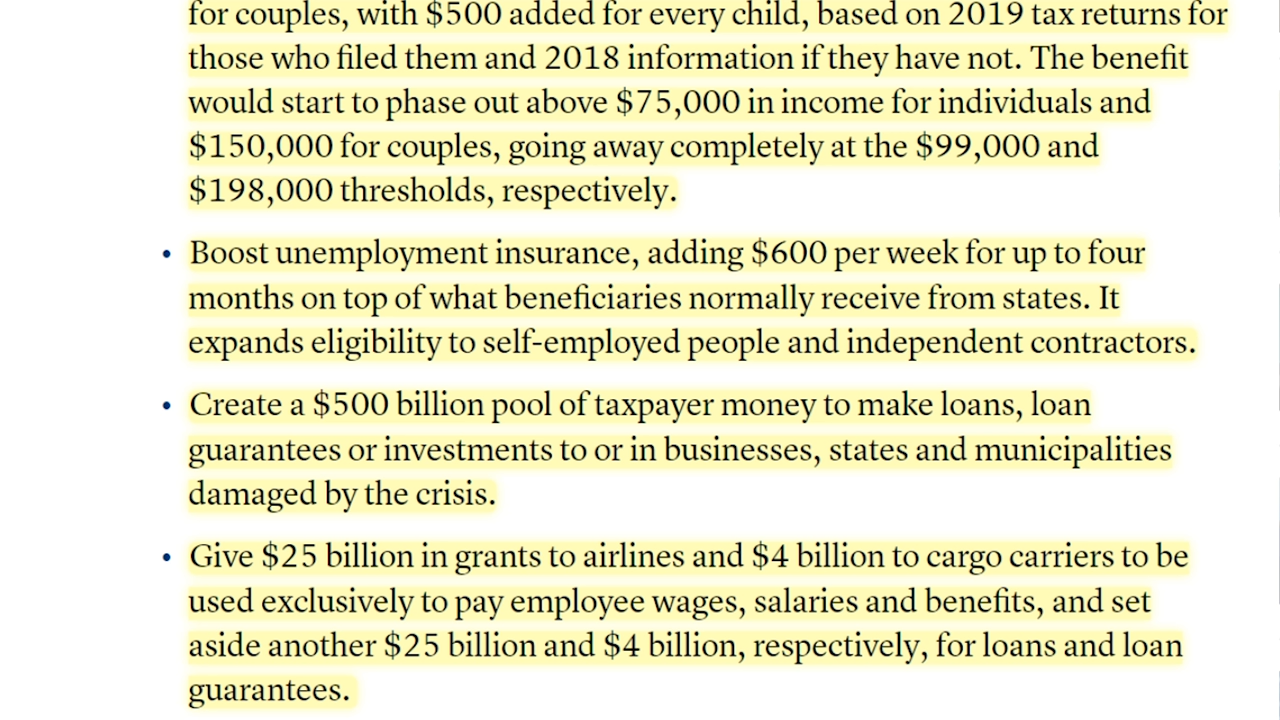 for couples, with $500 added for every child, based on 2019 tax returns for
those who filed them and 2018 information if they have not. The benefit
would start to phase out above $75,000 in income for individuals and
$150,000 for couples, going away completely at the $99,000 and
$198,000 thresholds, respectively.
• Boost unemployment insurance, adding $600 per week for up to four
months on top of what beneficiaries normally receive from states. It
expands eligibility to self-employed people and independent contractors.
• Create a $500 billion pool of taxpayer money to make loans, loan
guarantees or investments to or in businesses, states and municipalities
damaged by the crisis.
• Give $25 billion in grants to airlines and $4 billion to cargo carriers to be
used exclusively to pay employee wages, salaries and benefits, and set
aside another $25 billion and $4 billion, respectively, for loans and loan
guarantees.